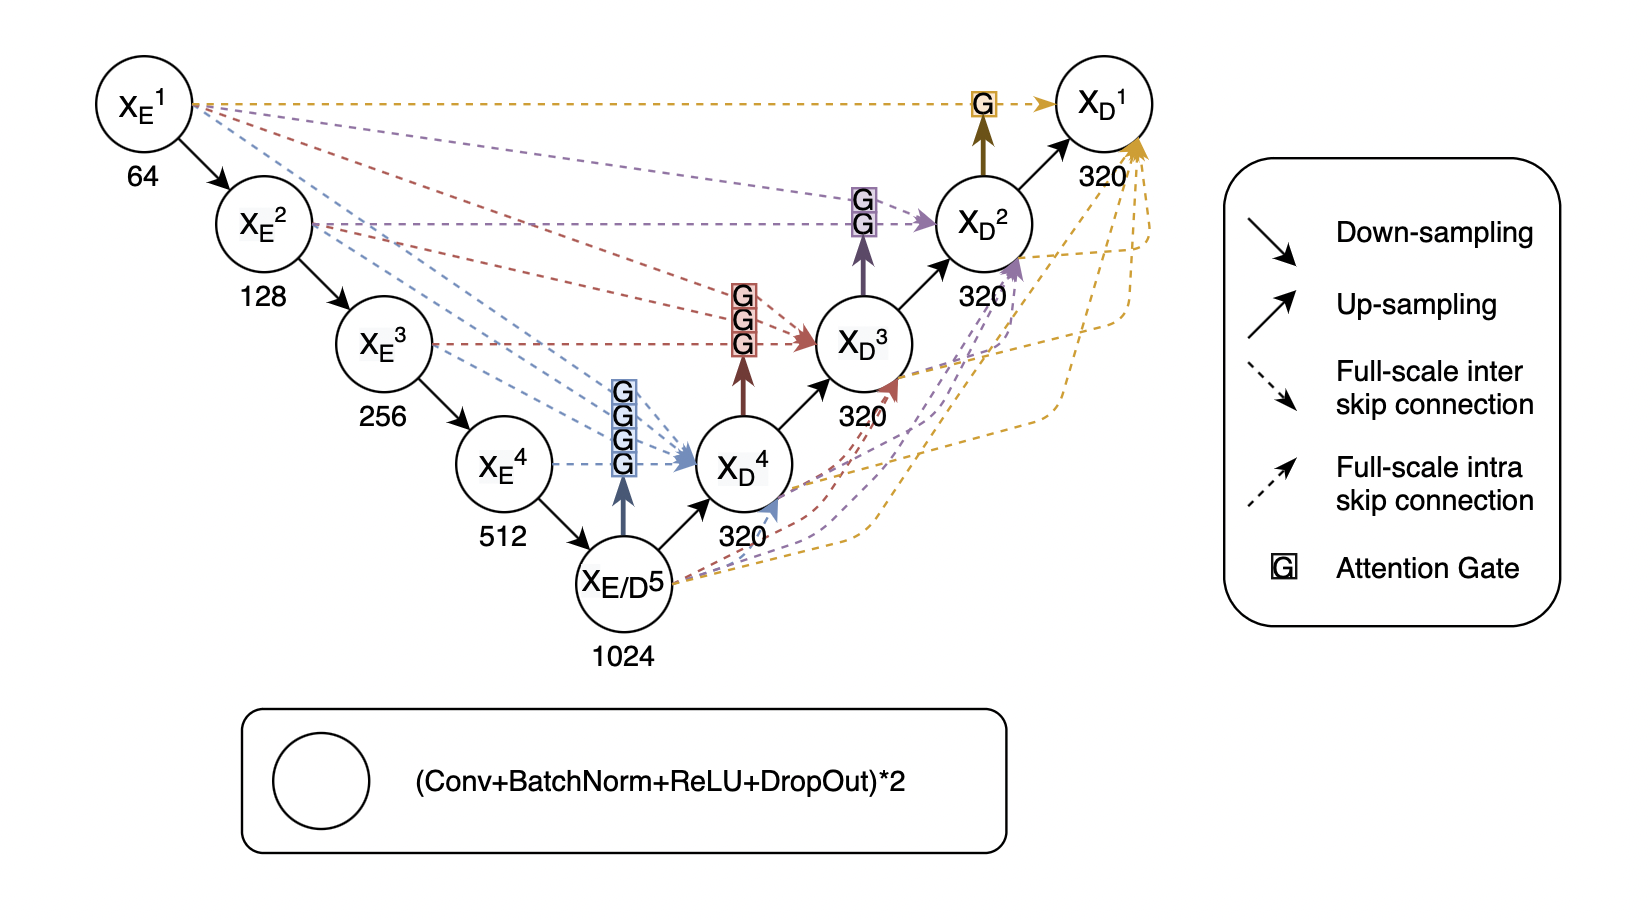 X_E^1
64
X_E^2
128
X_E^3
256
X_E^4
512
X_E/D5
1024
G
G
G
G
X_D^4
320
G
G
G
X_D^3
320
G
G
X_D^2
320
G
X_D^1
320
Down-sampling
Up-sampling
Full-scale inter
skip connection
Full-scale intra
skip connection
G Attention Gate
(Conv+BatchNorm+ReLU+DropOut)*2